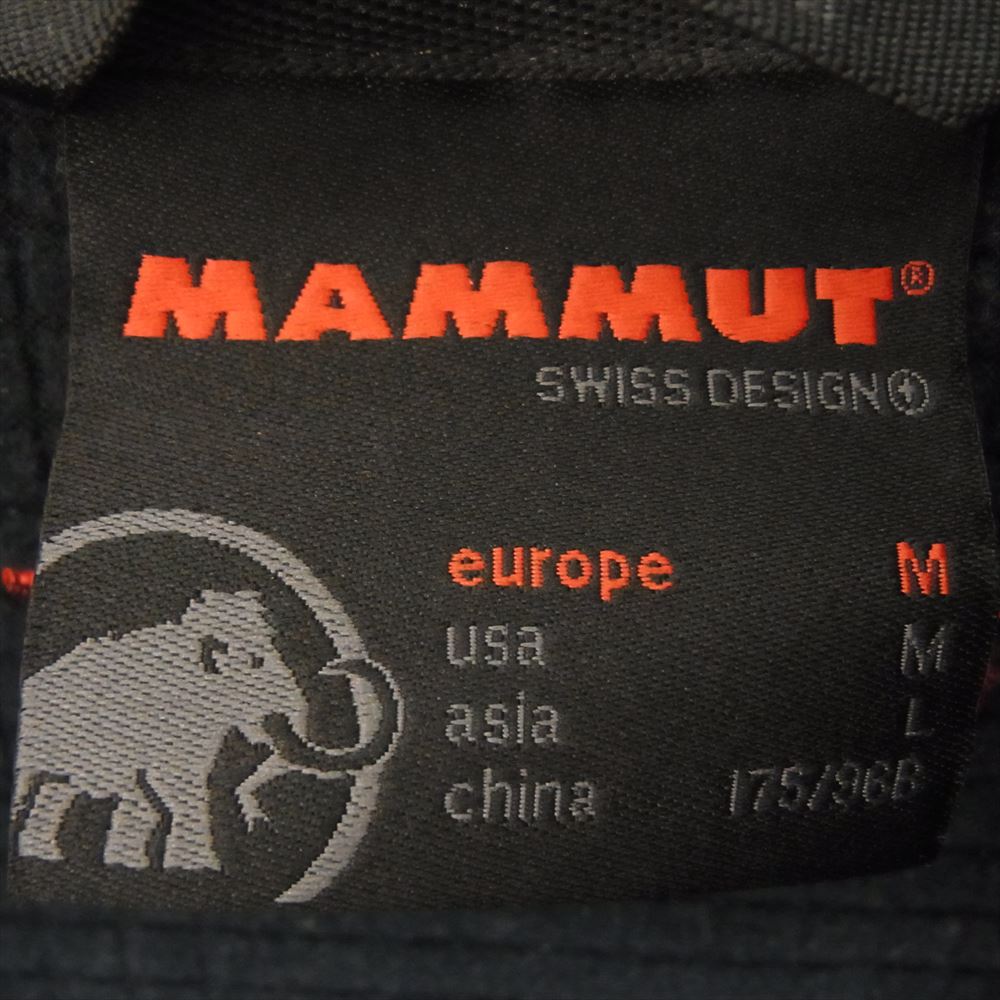 MAMMUT®
SWISS DESIGN
europe M
usa M
asia L
china 175/96B